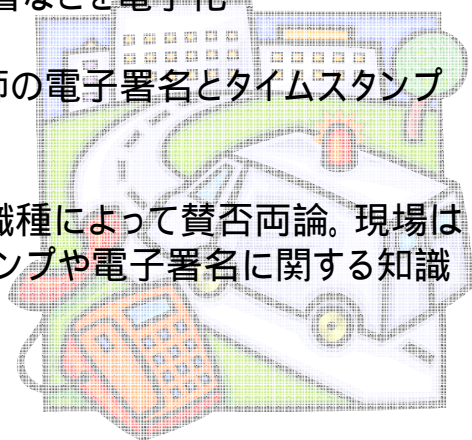 などを電子化
の電子署名とタイムスタンプ
職種によって賛否両論。現場は
ンプや電子署名に関する知識